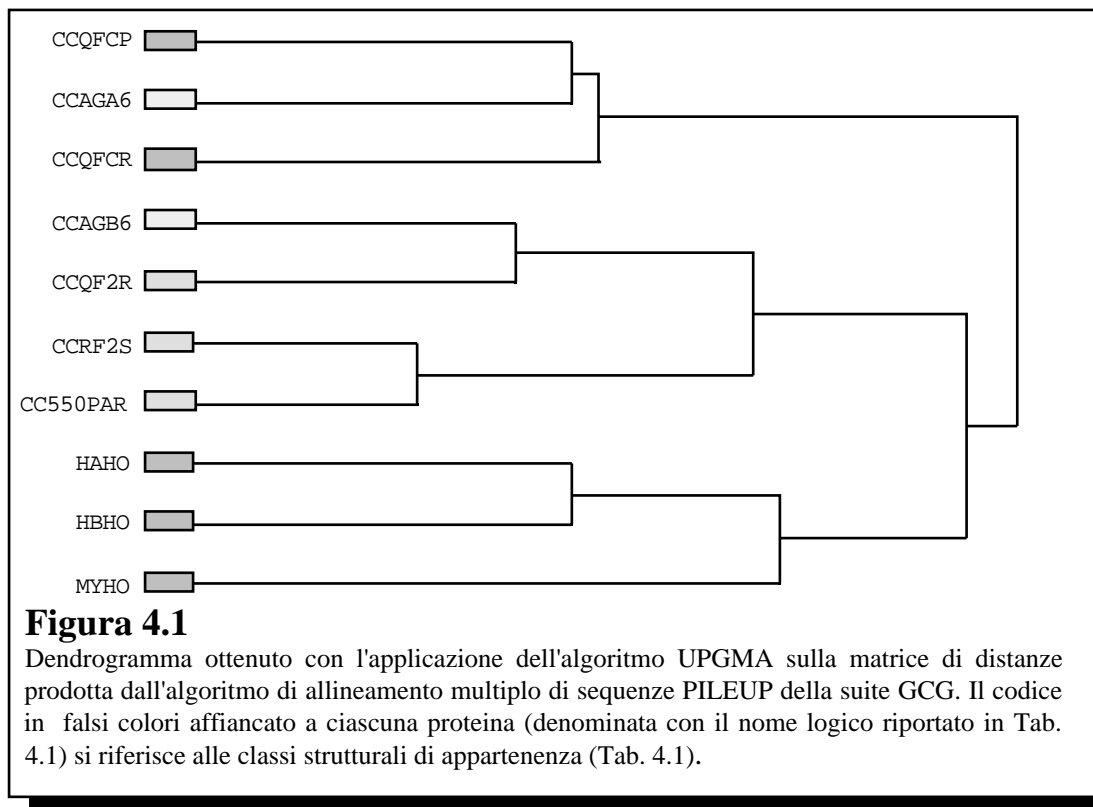 CCQFCP
CCAGA6
CCQFCR
CCAGB6
CCQF2R
CCRF2S
CC550PAR
HAHO
HBHO
MYHO
Figura 4.1
Dendrogramma ottenuto con l'applicazione dell'algoritmo UPGMA sulla matrice di distanze
prodotta dall'algoritmo di allineamento multiplo di sequenze PILEUP della suite GCG. Il codice
in falsi colori affiancato a ciascuna proteina (denominata con il nome logico riportato in Tab.
4.1) si riferisce alle classi strutturali di appartenenza (Tab. 4.1).